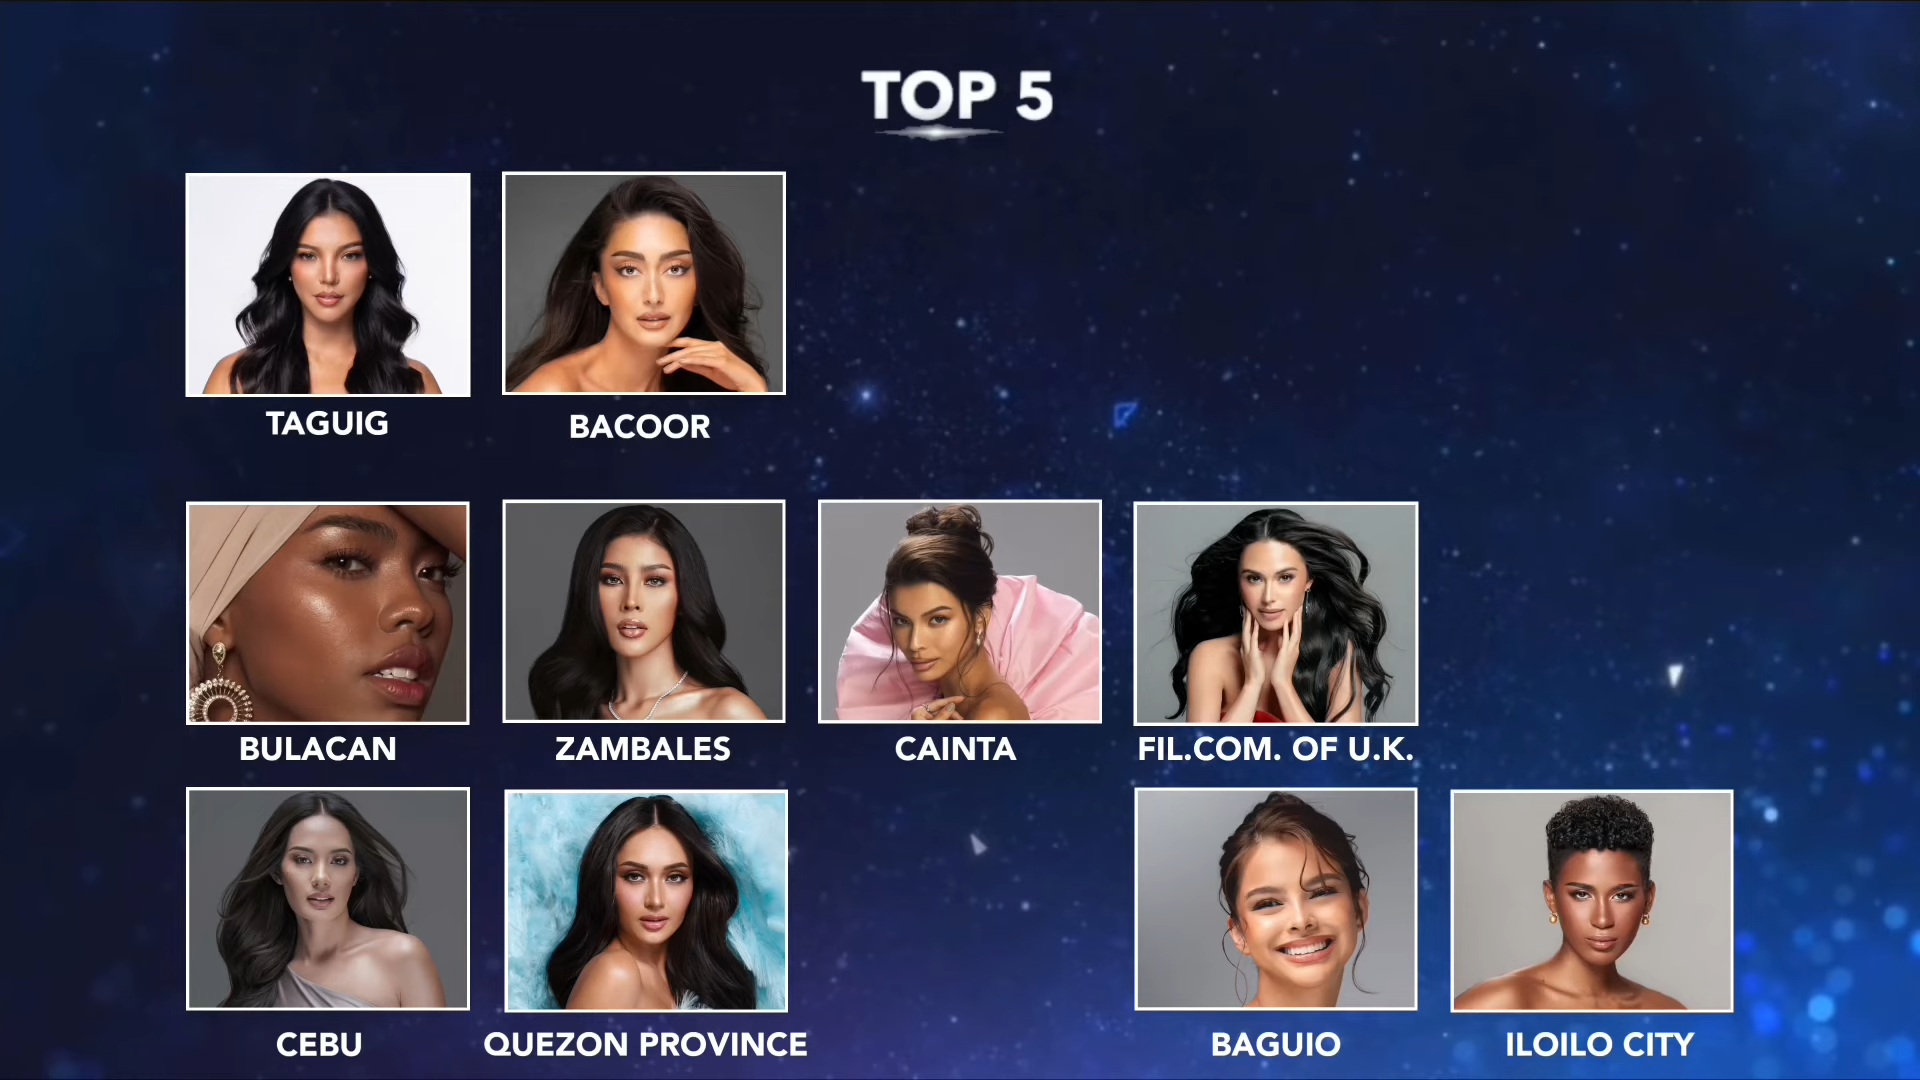 TOP 5
TAGUIG
BACOOR
BULACAN
ZAMBALES
CAINTA
FIL.COM. OF U.K.
CEBU
QUEZON PROVINCE
BAGUIO
ILOILO CITY